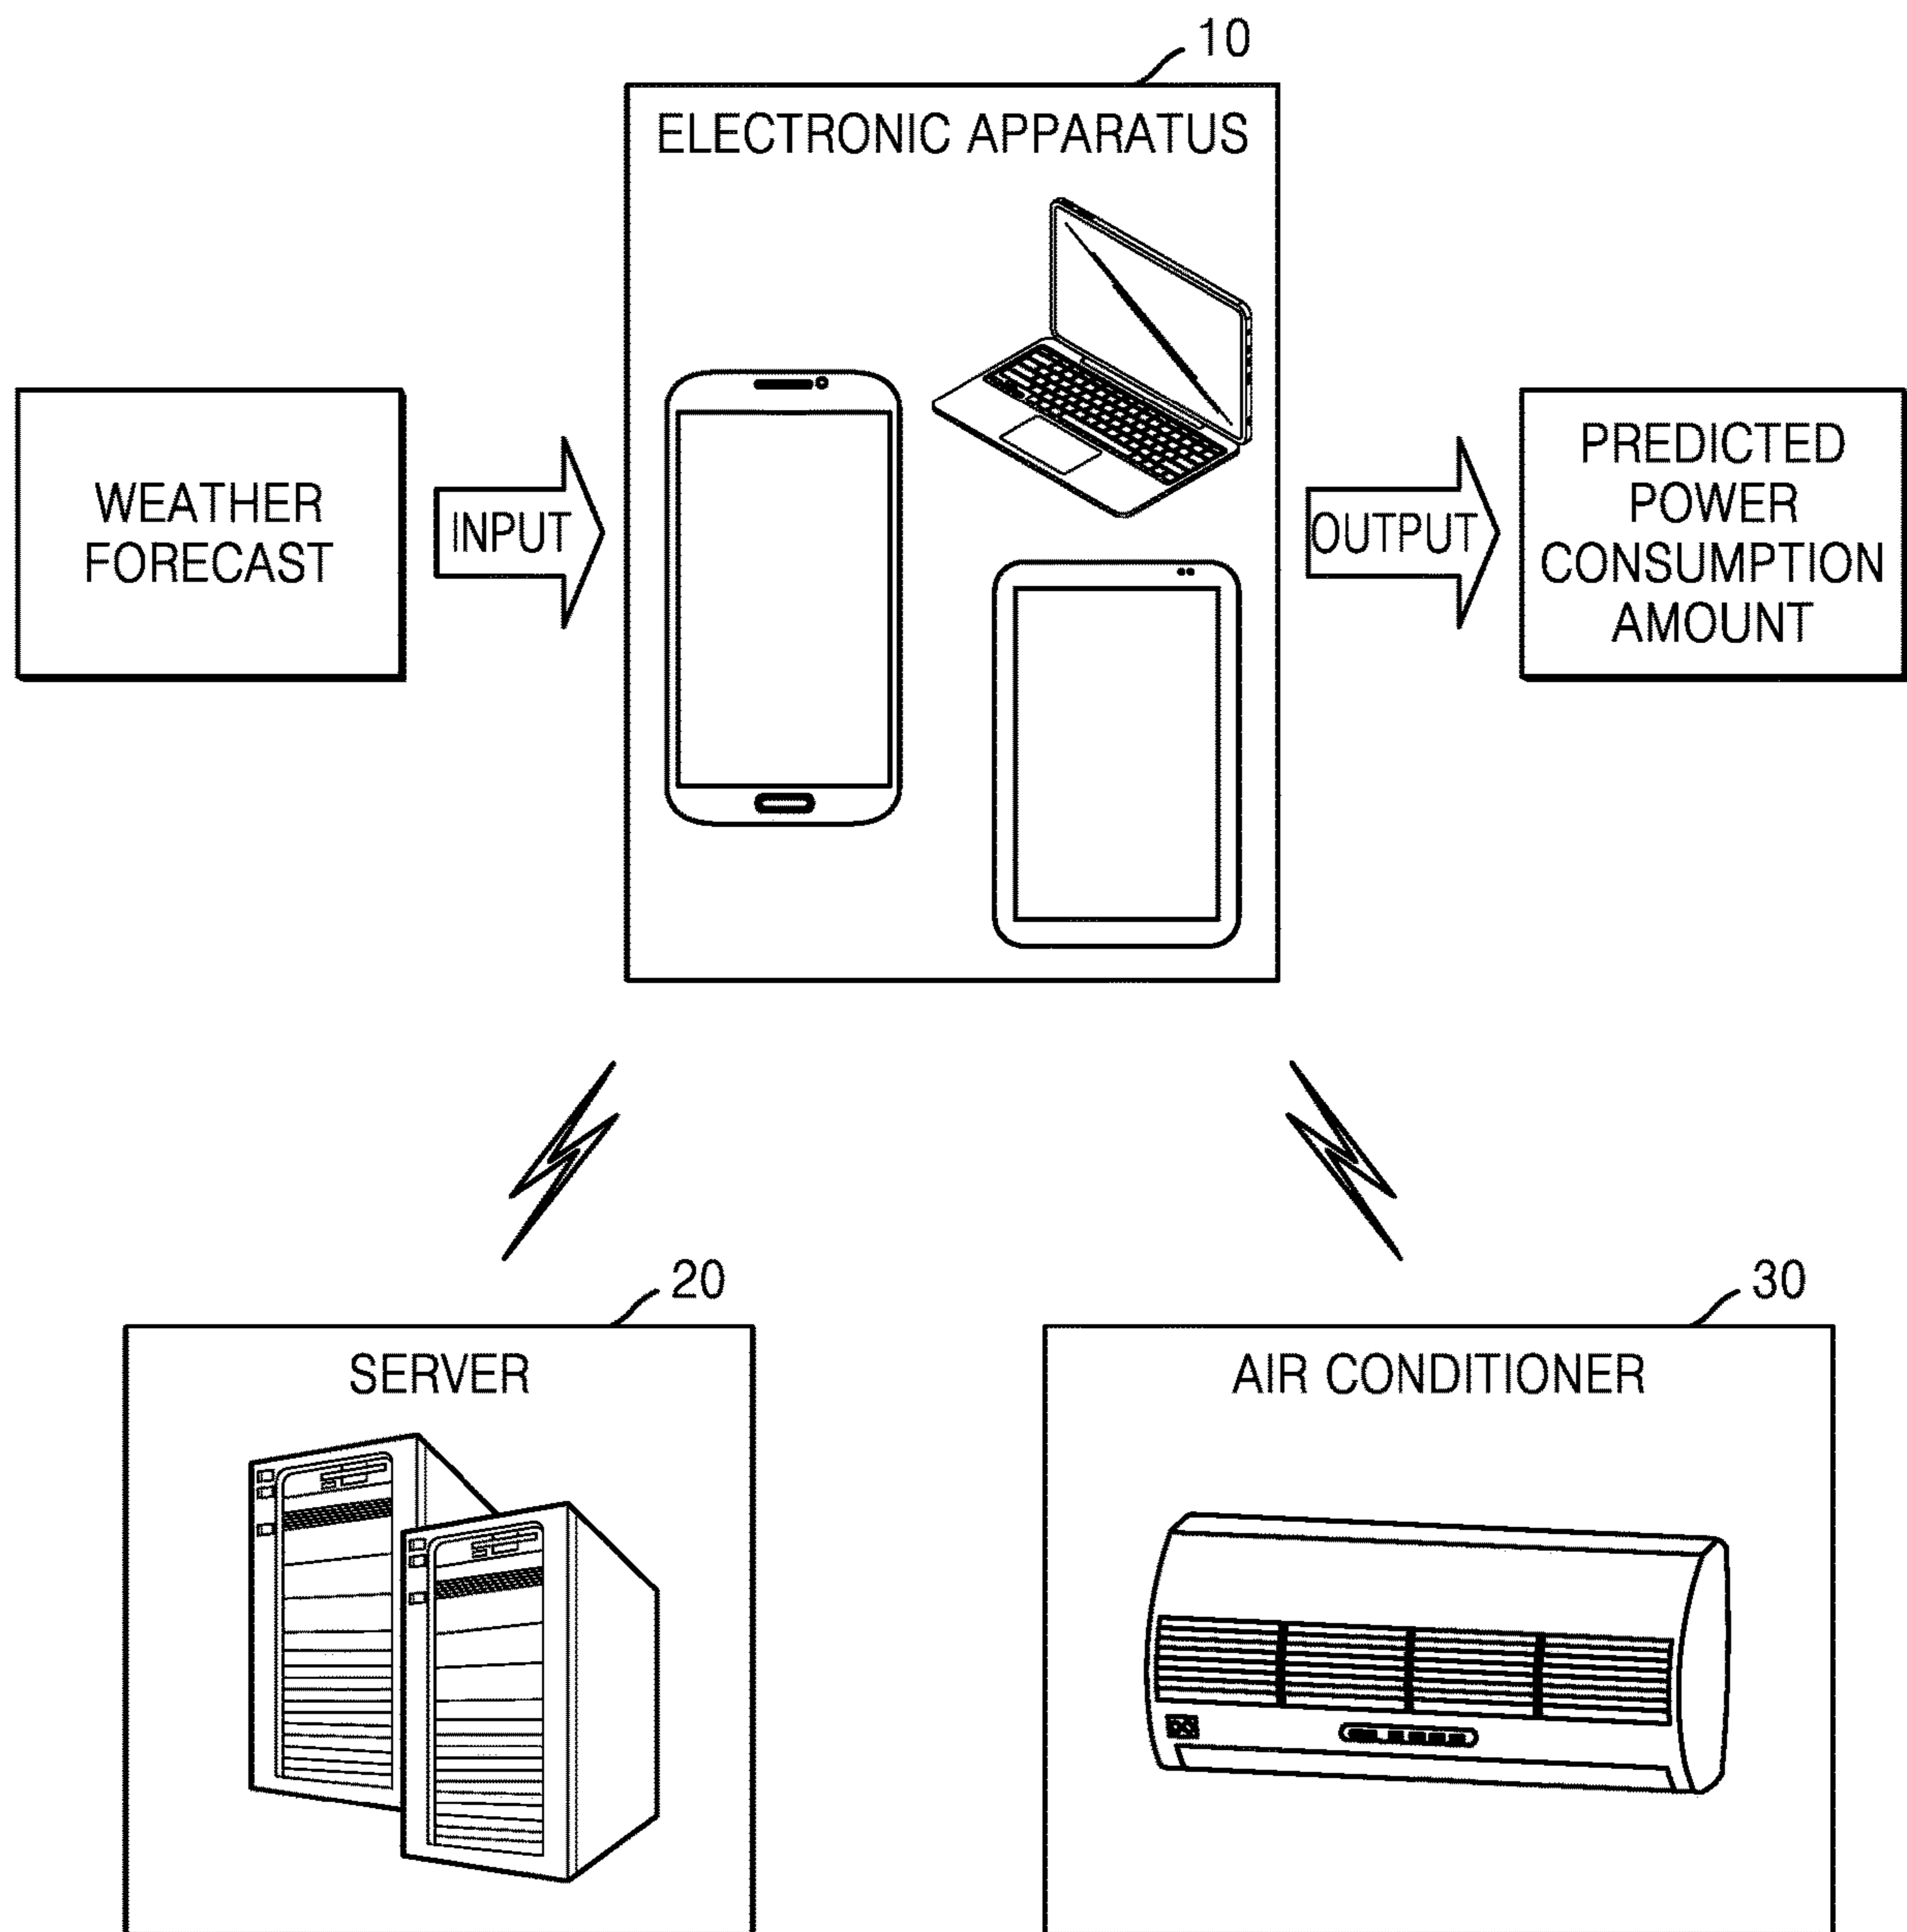 10
ELECTRONIC APPARATUS
WEATHER
FORECAST
INPUT
OUTPUT
PREDICTED
POWER
CONSUMPTION
AMOUNT
20
SERVER
30
AIR CONDITIONER